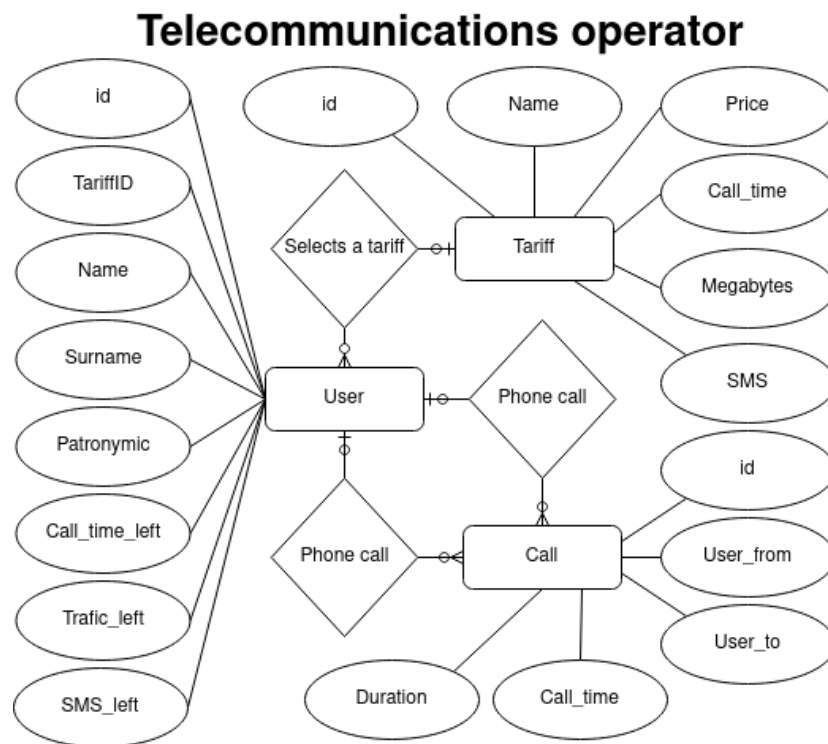 Telecommunications operator
id
TariffID
Name
Surname
Patronymic
Call_time_left
Trafic_left
SMS_left
id
Name
Price
Call_time
Megabytes
SMS
Selects a tariff
Tariff
User
Phone call
Phone call
Call
id
User_from
User_to
Duration
Call_time